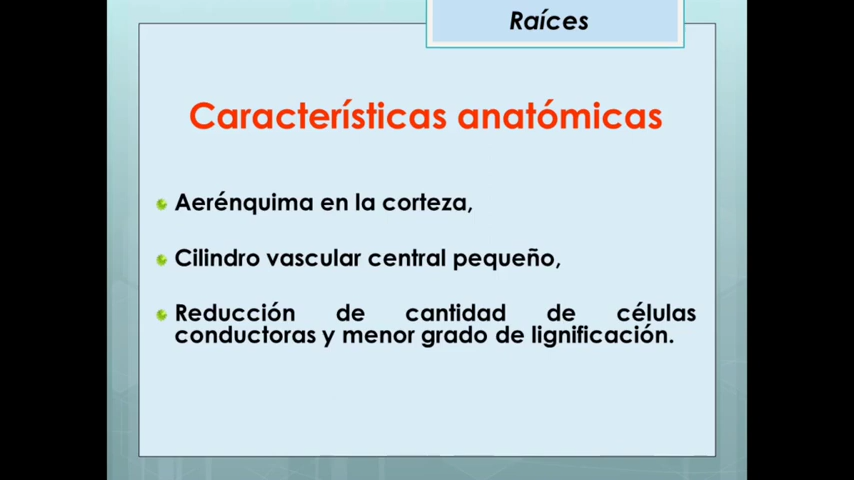 Raíces
Características anatómicas
Aerénquima en la corteza,
Cilindro vascular central pequeño,
Reducción de cantidad de células
conductoras y menor grado de lignificación.